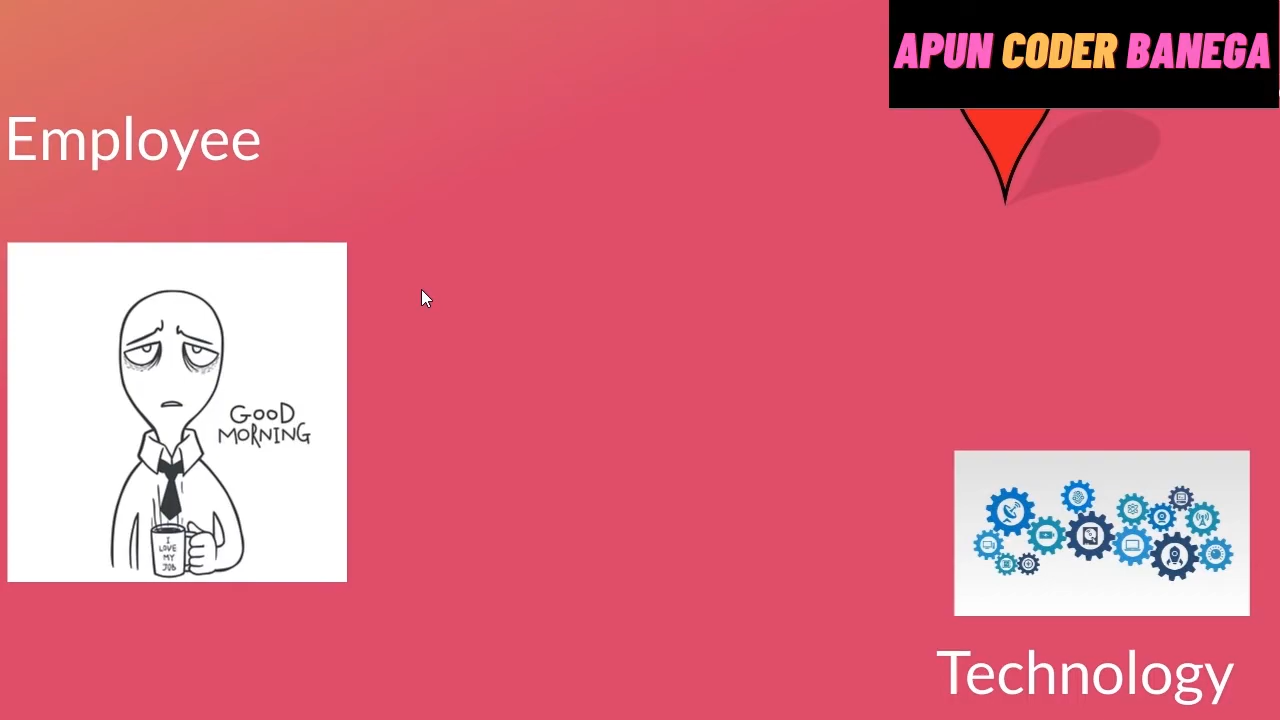 APUN CODER BANEGA
Employee
GOOD
MORNING
I
LOVE
MY
JOB
Technology